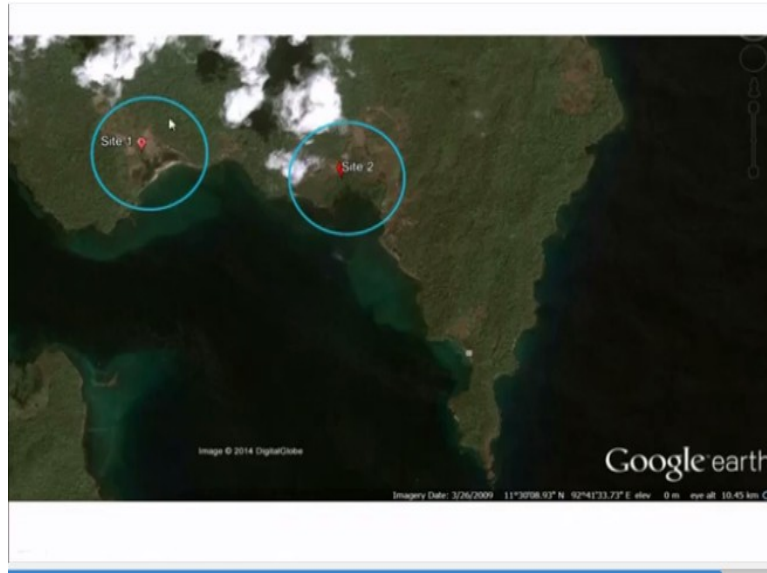 Site 1
Site 2
Image © 2014 DigitalGlobe
Google earth
Imagery Date: 3/26/2009 11°30'08.93" N 92°41'33.73" E elev 0 m eye alt 10.45 km